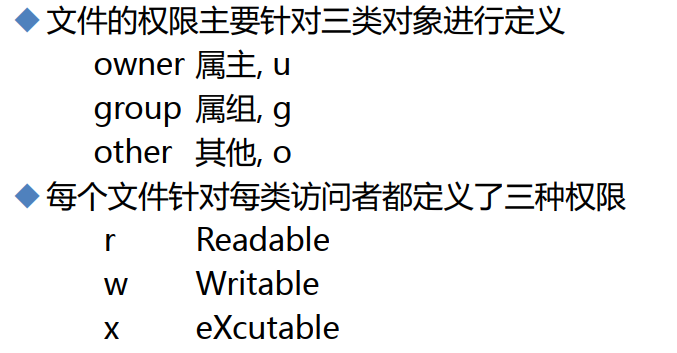 文件的权限主要针对三类对象进行定义
owner 属主, u
group 属组, g
other 其他, o
每个文件针对每类访问者都定义了三种权限
r Readable
w Writable
x eXcutable